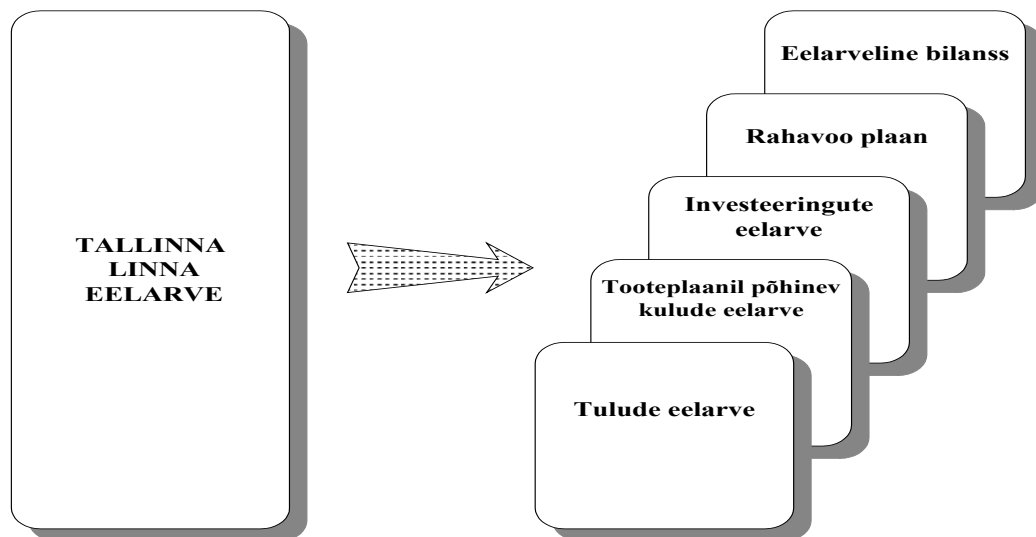 TALLINNA
LINNA
EELARVE
Eelarveline bilanss
Rahavoo plaan
Investeeringute
eelarve
Tooteplaanil põhinev
kulude eelarve
Tulude eelarve